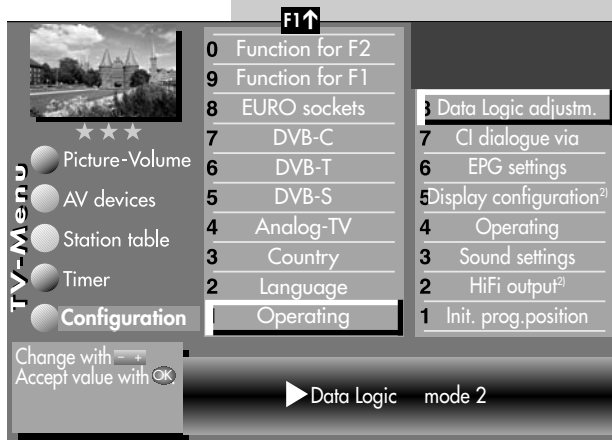 F1↑
TV-Menu
Picture-Volume
AV devices
Station table
Timer
Configuration
0 Function for F2
9 Function for F1
8 EURO sockets
7 DVB-C
6 DVB-T
5 DVB-S
4 Analog-TV
3 Country
2 Language
1 Operating
8 Data Logic adjustm.
7 CI dialogue via
6 EPG settings
5 Display configuration2)
4 Operating
3 Sound settings
2 HiFi output2)
1 Init. prog.position
Change with - +
Accept value with OK.
Data Logic mode 2